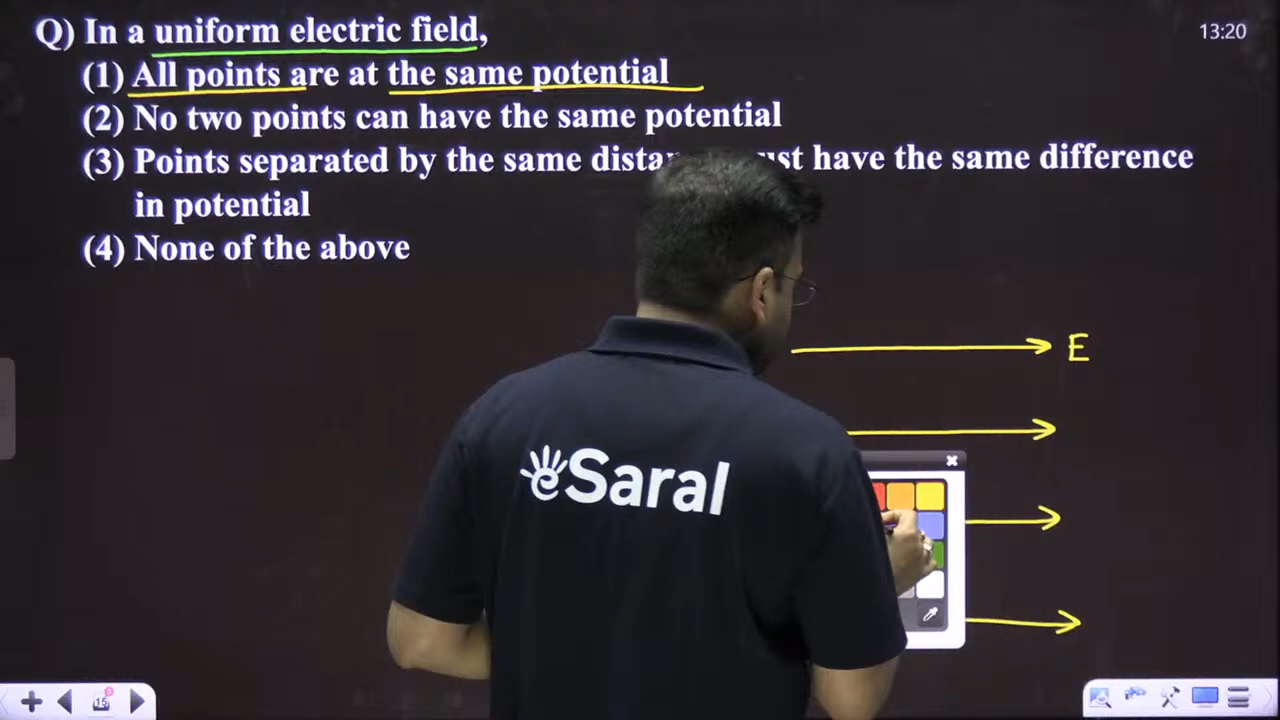 Q) In a uniform electric field,
13:20
(1) All points are at the same potential
(2) No two points can have the same potential
(3) Points separated by the same have the same difference
in potential
(4) None of the above
E
eSaral
15